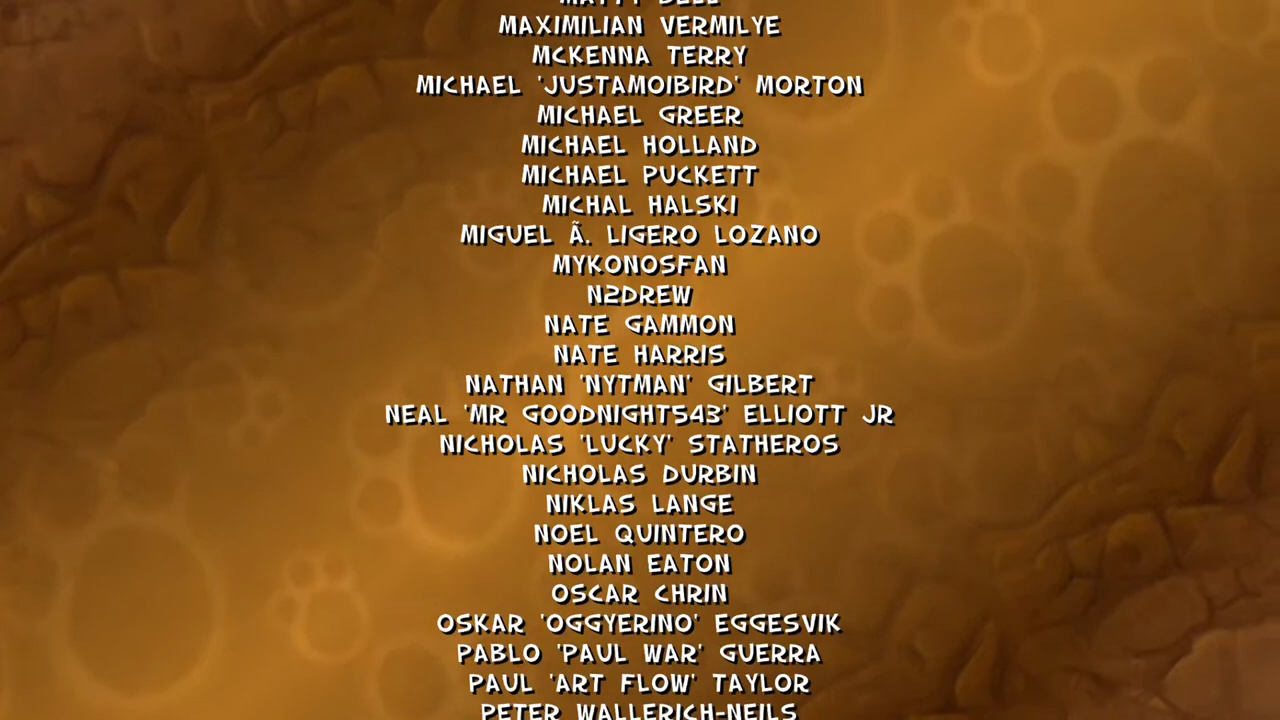 MATTY BELL
MAXIMILIAN VERMILYE
MCKENNA TERRY
MICHAEL 'JUSTAMOIBIRD' MORTON
MICHAEL GREER
MICHAEL HOLLAND
MICHAEL PUCKETT
MICHAL HALSKI
MIGUEL Ã. LIGERO LOZANO
MYKONOSFAN
N2DREW
NATE GAMMON
NATE HARRIS
NATHAN 'NYTMAN' GILBERT
NEAL 'MR GOODNIGHT543' ELLIOTT JR
NICHOLAS 'LUCKY' STATHEROS
NICHOLAS DURBIN
NIKLAS LANGE
NOEL QUINTERO
NOLAN EATON
OSCAR CHRIN
OSKAR 'OGGYERINO' EGGESVIK
PABLO 'PAUL WAR' GUERRA
PAUL 'ART FLOW' TAYLOR
PETER WALLERICH-NEILS